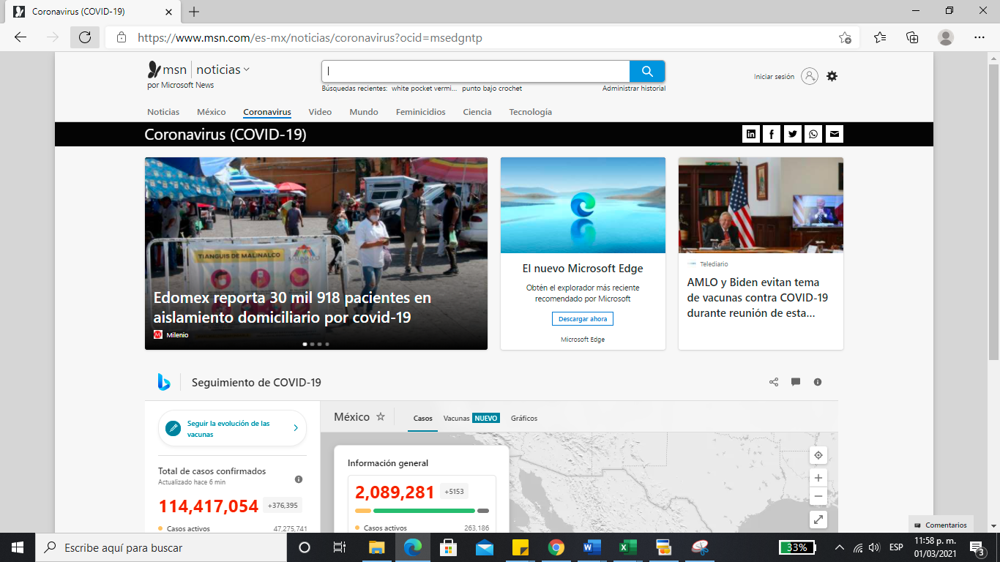 Coronavirus (COVID-19)
https://www.msn.com/es-mx/noticias/coronavirus?ocid=msedgntp
msn noticias
por Microsoft News
Búsquedas recientes: white pocket vermi... punto bajo crochet Administrar historial
Iniciar sesión
Noticias México Coronavirus Video Mundo Feminicidios Ciencia Tecnología
Coronavirus (COVID-19)
TIANGUIS DE MALINALCO
MALINALCO
Edomex reporta 30 mil 918 pacientes en
aislamiento domiciliario por covid-19
Milenio
El nuevo Microsoft Edge
Obtén el explorador más reciente
recomendado por Microsoft
Descargar ahora
Microsoft Edge
Telediario
AMLO y Biden evitan tema
de vacunas contra COVID-19
durante reunión de esta...
Seguimiento de COVID-19
Seguir la evolución de las
vacunas
Total de casos confirmados
Actualizado hace 6 min
114,417,054 +376,395
Casos activos 47,275,741
México Casos Vacunas NUEVO Gráficos
Información general
2,089,281 +5153
Casos activos 263,186
Comentarios
Escribe aquí para buscar
33%
ESP
11:58 p. m.
01/03/2021
3